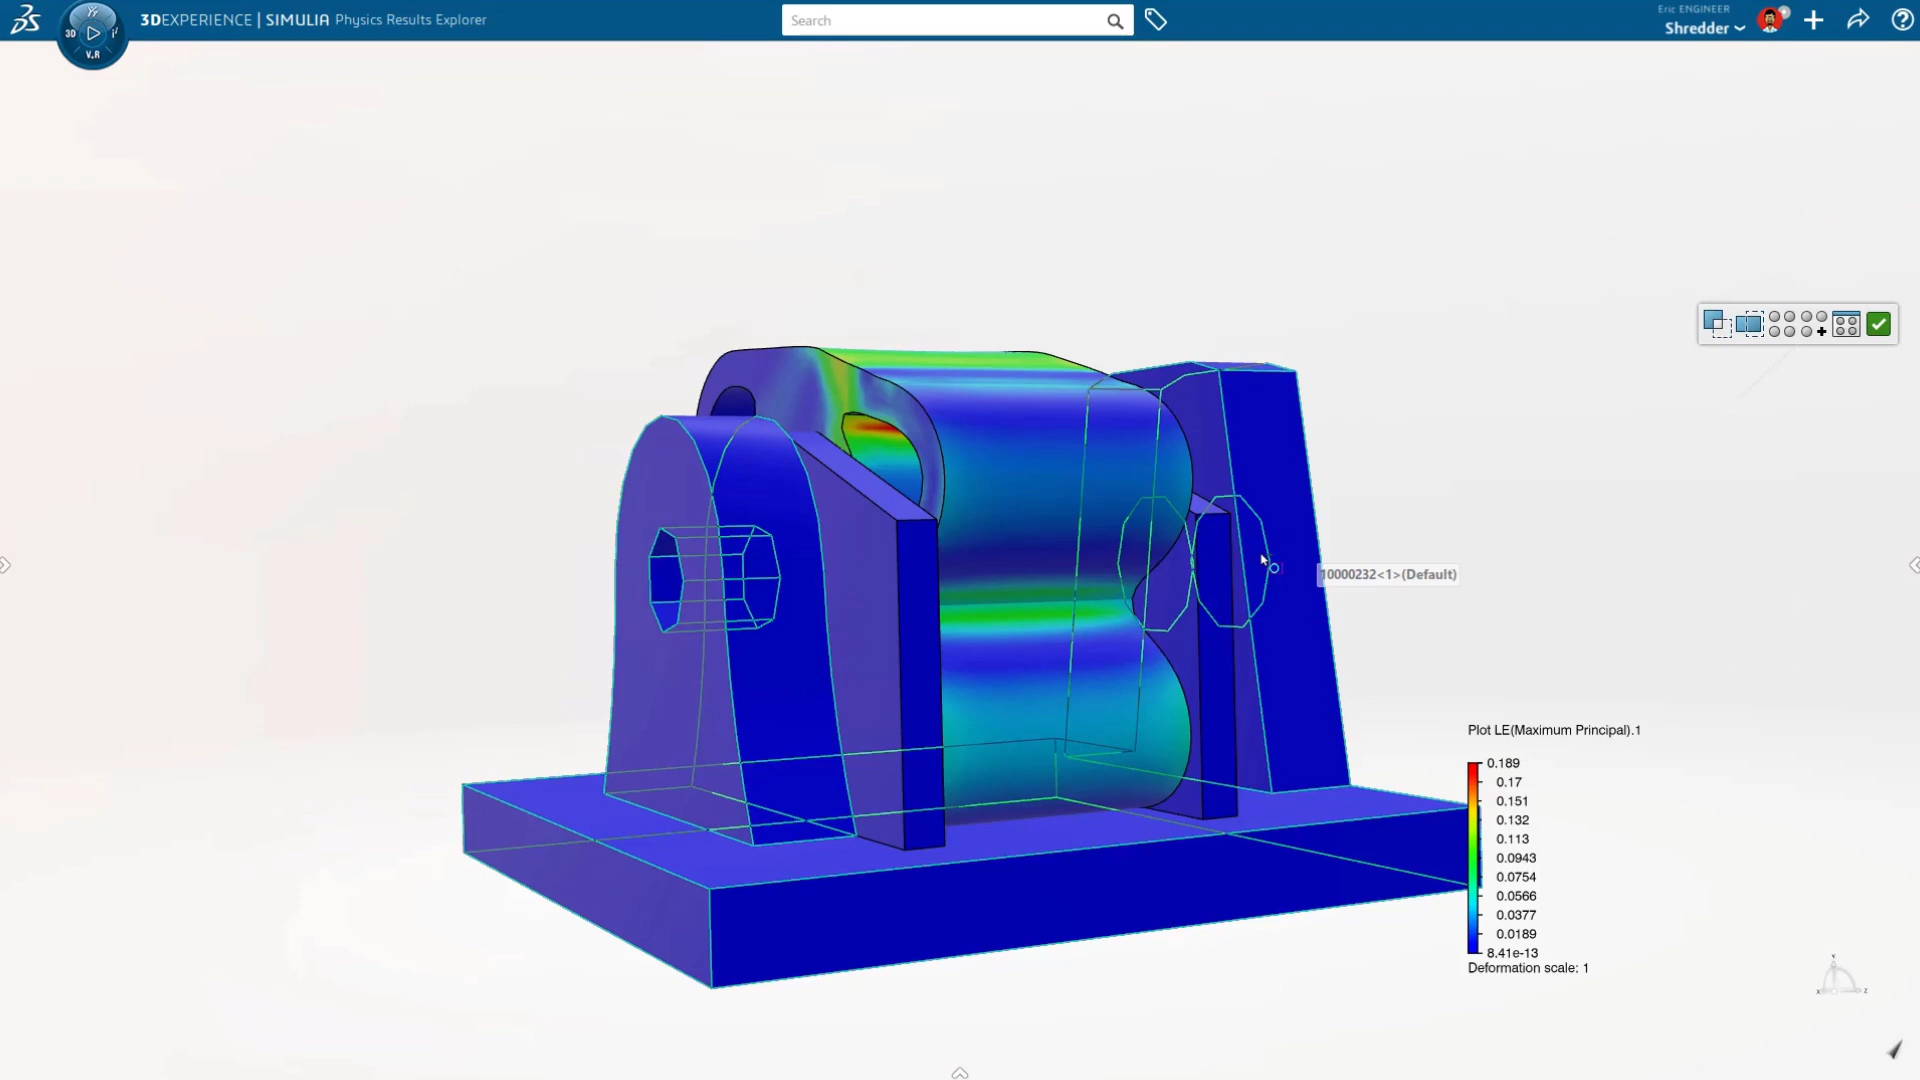 3DEXPERIENCE | SIMULIA Physics Results Explorer
3D
V.R
Search
Eric ENGINEER
Shredder
10000232<1>(Default)
Plot LE(Maximum Principal).1
0.189
0.17
0.151
0.132
0.113
0.0943
0.0754
0.0566
0.0377
0.0189
8.41e-13
Deformation scale: 1
Y
X
Z